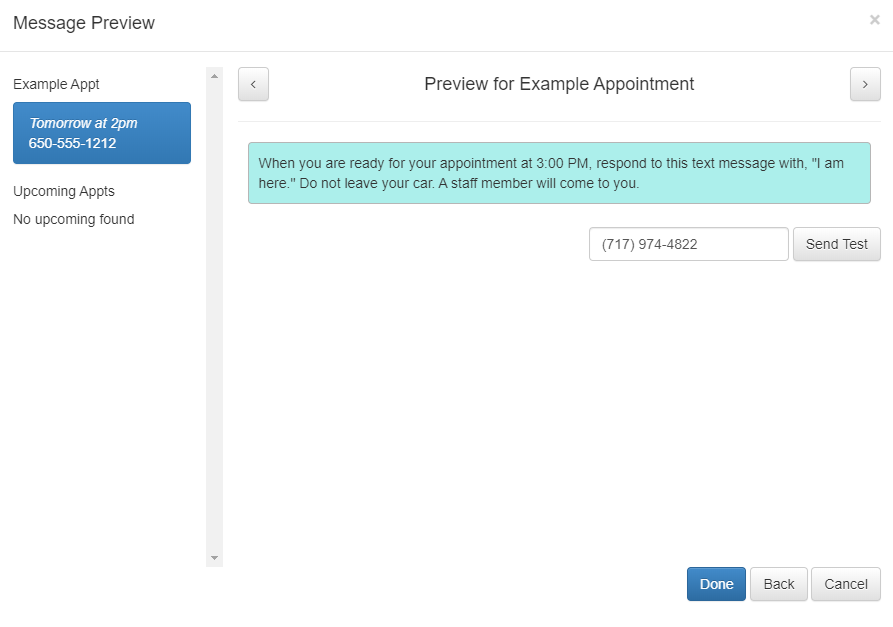 Message Preview
×
Example Appt
Tomorrow at 2pm
650-555-1212
Upcoming Appts
No upcoming found
<
Preview for Example Appointment
>
When you are ready for your appointment at 3:00 PM, respond to this text message with, "I am
here." Do not leave your car. A staff member will come to you.
(717) 974-4822
Send Test
Done
Back
Cancel